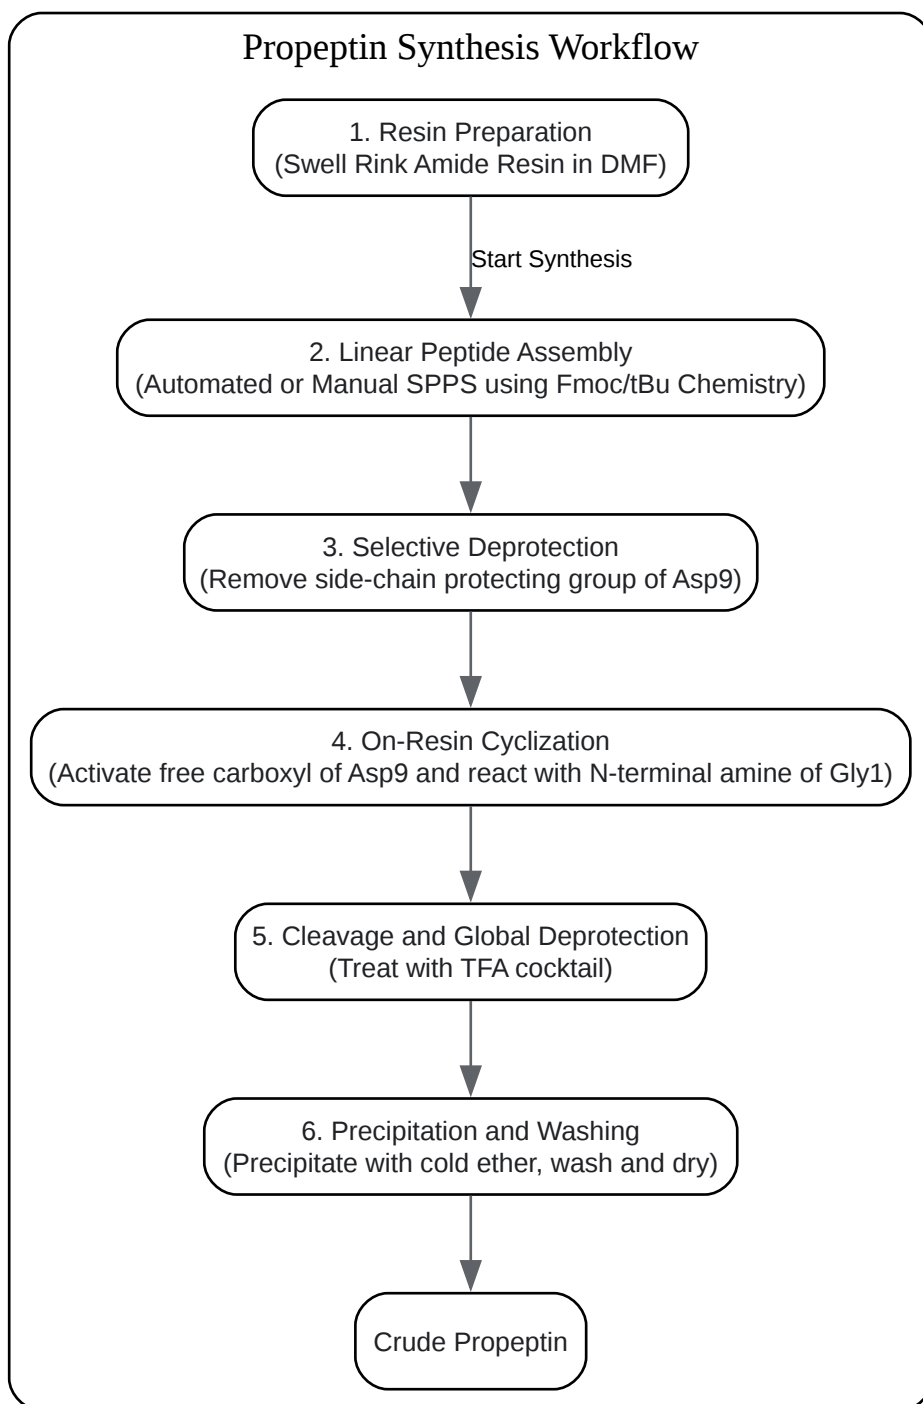 Propeptin Synthesis Workflow
1. Resin Preparation
(Swell Rink Amide Resin in DMF)
Start Synthesis
2. Linear Peptide Assembly
(Automated or Manual SPPS using Fmoc/tBu Chemistry)
3. Selective Deprotection
(Remove side-chain protecting group of Asp9)
4. On-Resin Cyclization
(Activate free carboxyl of Asp9 and react with N-terminal amine of Gly1)
5. Cleavage and Global Deprotection
(Treat with TFA cocktail)
6. Precipitation and Washing
(Precipitate with cold ether, wash and dry)
Crude Propeptin